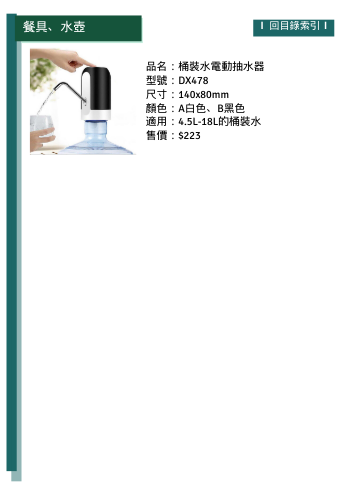 餐具、水壺
回目錄索引
品名：桶裝水電動抽水器
型號：DX478
尺寸：140x80mm
顏色：A白色、B黑色
適用：4.5L-18L的桶裝水
售價：$223